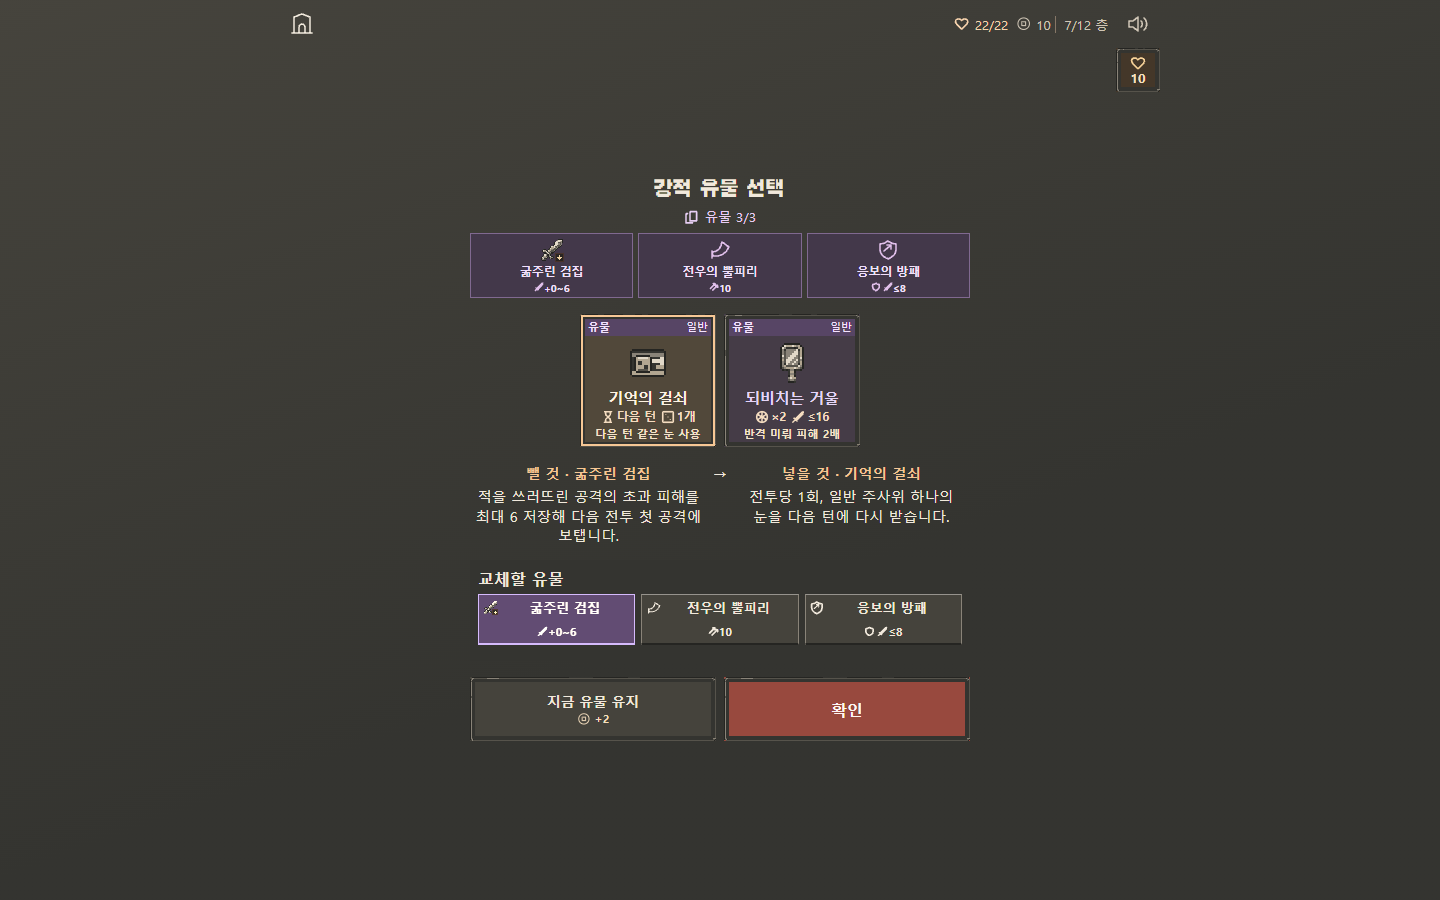 22/22 10 7/12 층
10
강적 유물 선택
유물 3/3
굶주린 검집
+0~6
전우의 뿔피리
10
응보의 방패
≤8
유물 일반
기억의 걸쇠
다음 턴 1개
다음 턴 같은 눈 사용
유물 일반
되비치는 거울
×2 ≤16
반격 미뤄 피해 2배
뺄 것 · 굶주린 검집 → 넣을 것 · 기억의 걸쇠
적을 쓰러뜨린 공격의 초과 피해를
최대 6 저장해 다음 전투 첫 공격에
보탭니다.
전투당 1회, 일반 주사위 하나의
눈을 다음 턴에 다시 받습니다.
교체할 유물
굶주린 검집
+0~6
전우의 뿔피리
10
응보의 방패
≤8
지금 유물 유지
+2
확인